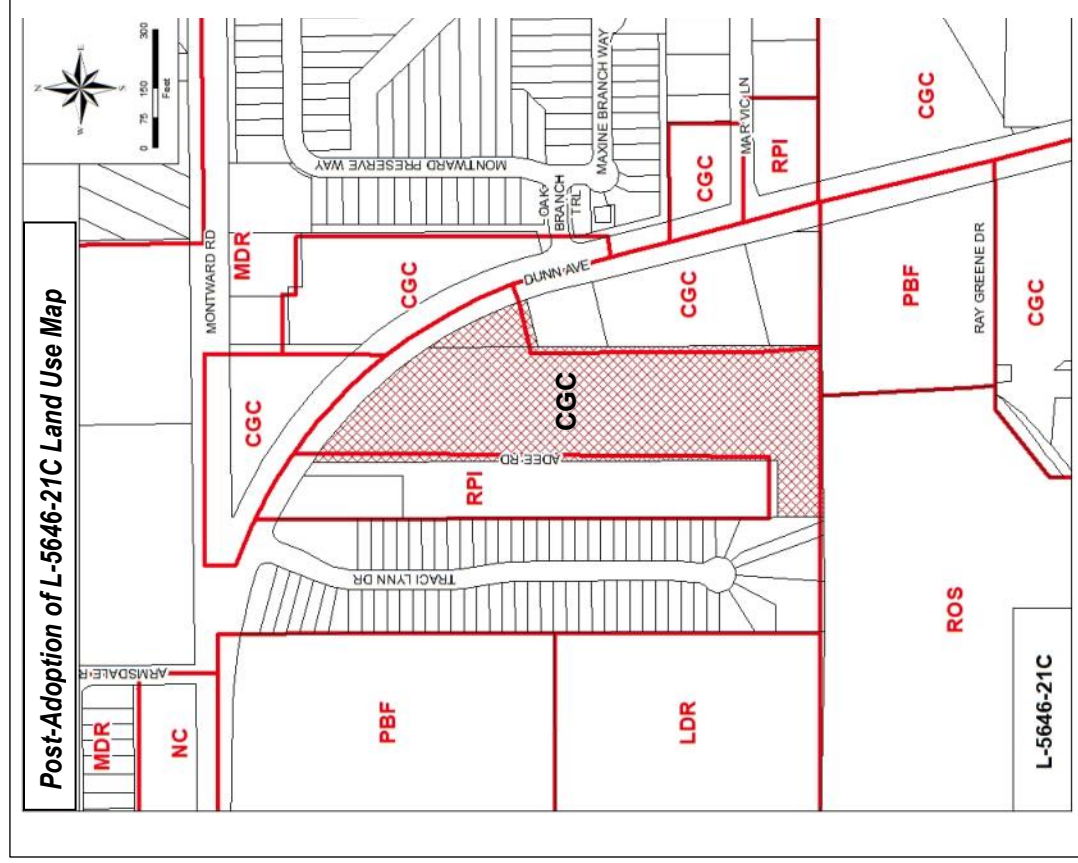 Post-Adoption of L-5646-21C Land Use Map
N
E
S
W
0 75 150 300
Feet
MONTWARD RD
ARMSDALE R
MDR
NC
MDR
CGC
CGC
MONTWARD PRESERVE WAY
MAXINE BRANCH WAY
OAK
BRANCH
TRL
DUNN AVE
CGC
MARVIC LN
RPI
CGC
CGC
ADEE RD
RPI
TRACI LYNN DR
PBF
LDR
PBF
RAY GREENE DR
CGC
CGC
ROS
L-5646-21C